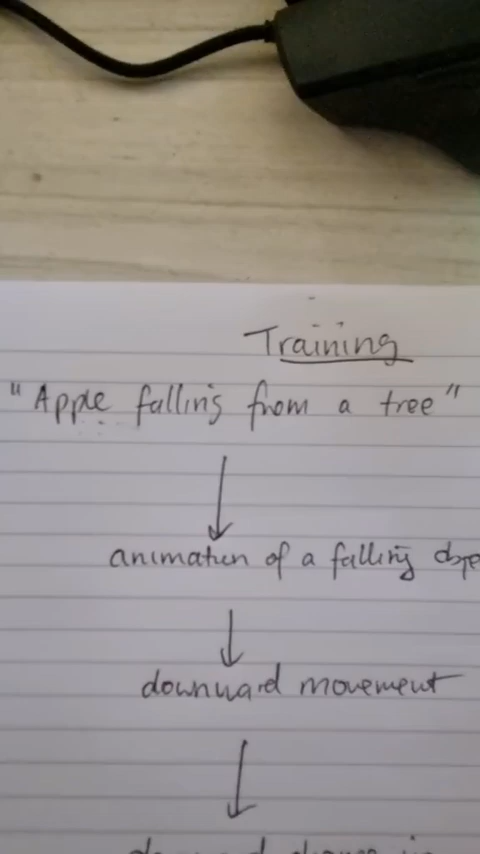 Training
"Apple falling from a tree"
animation of a falling
downward movement